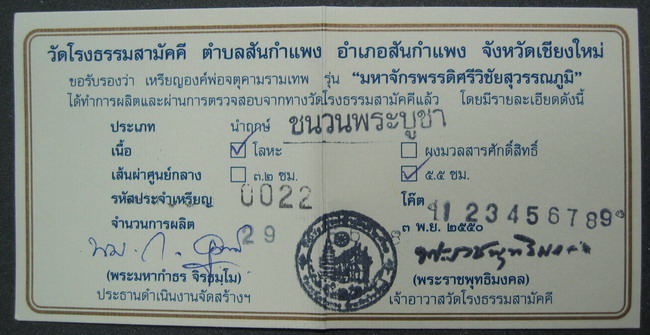 วัดโรงธรรมสามัคคี ตำบลสันกำแพง อำเภอสันกำแพง จังหวัดเชียงใหม่
ขอรับรองว่า เหรียญองค์พ่อจตุคามรามเทพ รุ่น "มหาจักรพรรดิศรีวิชัยสุวรรณภูมิ"
ได้ทำการผลิตและผ่านการตรวจสอบจากทางวัดโรงธรรมสามัคคีแล้ว โดยมีรายละเอียดดังนี้
ประเภท นำฤกษ์ ชนวนพระบูชา
เนื้อ โลหะ ผงมวลสารศักดิ์สิทธิ์
เส้นผ่าศูนย์กลาง ๓.๒ ซม. ๕.๕ ซม.
รหัสประจำเหรียญ 0022 โค๊ต 11 23456789
จำนวนการผลิต 29 ๓ พ.ย. ๒๕๕๐
(พระมหากำธร จิรธมฺโม) (พระราชพุทธิมงคล)
ประธานดำเนินงานจัดสร้างฯ เจ้าอาวาสวัดโรงธรรมสามัคคี